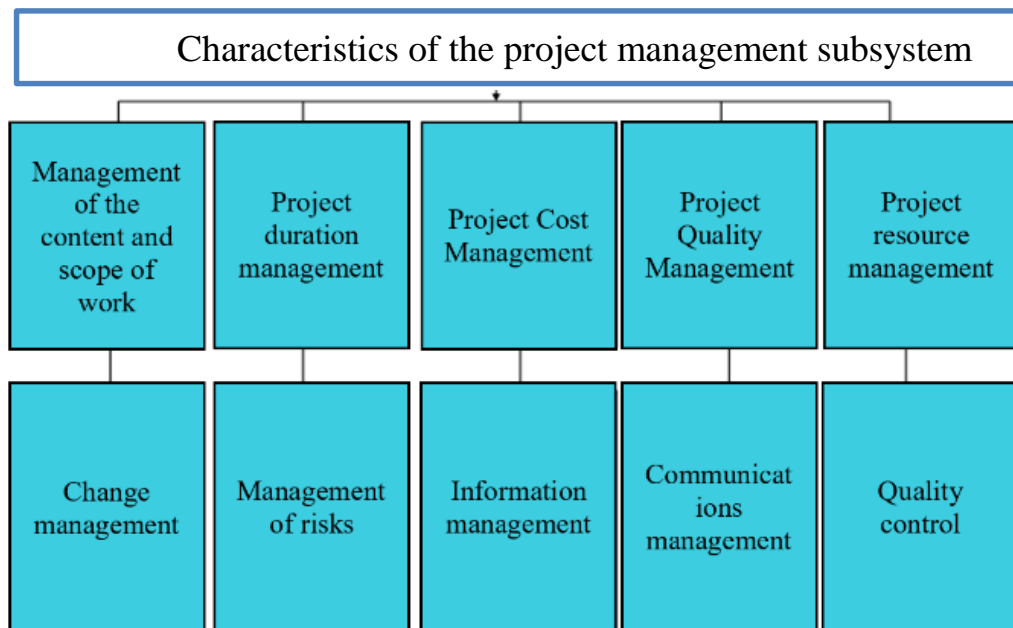 Characteristics of the project management subsystem
Management
of the
content and
scope of
work
Project
duration
management
Project Cost
Management
Project
Quality
Management
Project
resource
management
Change
management
Management
of risks
Information
management
Communicat
ions
management
Quality
control